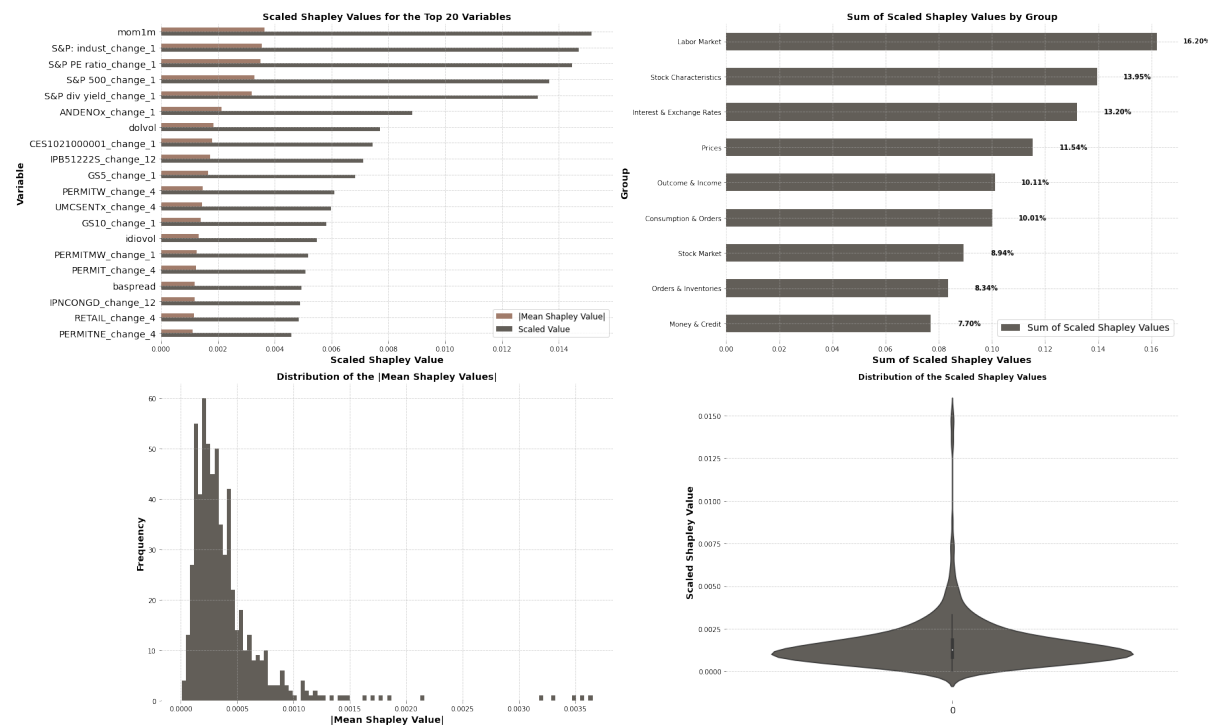 Scaled Shapley Values for the Top 20 Variables
mom1m
S&P: indust_change_1
S&P PE ratio_change_1
S&P 500_change_1
S&P div yield_change_1
ANDENOx_change_1
dolvol
CES1021000001_change_1
IPB51222S_change_12
GS5_change_1
PERMITW_change_4
UMCSENTx_change_4
GS10_change_1
idiovol
PERMITMW_change_1
PERMIT_change_4
baspread
IPNCONGD_change_12
RETAIL_change_4
PERMITNE_change_4
Variable
|Mean Shapley Value|
Scaled Value
0.000 0.002 0.004 0.006 0.008 0.010 0.012 0.014
Scaled Shapley Value
Sum of Scaled Shapley Values by Group
Labor Market 16.20%
Stock Characteristics 13.95%
Interest & Exchange Rates 13.20%
Prices 11.54%
Outcome & Income 10.11%
Consumption & Orders 10.01%
Stock Market 8.94%
Orders & Inventories 8.34%
Money & Credit 7.70%
Group
Sum of Scaled Shapley Values
0.00 0.02 0.04 0.06 0.08 0.10 0.12 0.14 0.16
Sum of Scaled Shapley Values
Distribution of the |Mean Shapley Values|
60
50
40
30
20
10
0
Frequency
0.0000 0.0005 0.0010 0.0015 0.0020 0.0025 0.0030 0.0035
|Mean Shapley Value|
Distribution of the Scaled Shapley Values
0.0150
0.0125
0.0100
0.0075
0.0050
0.0025
0.0000
Scaled Shapley Value
0